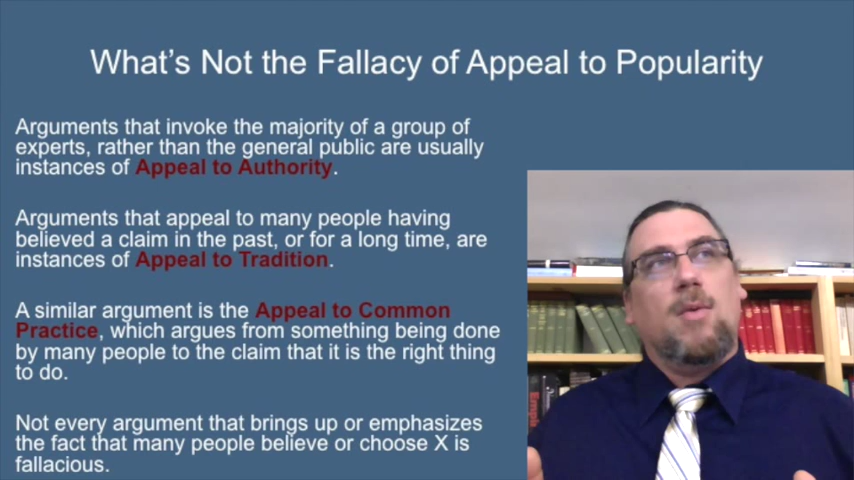 What's Not the Fallacy of Appeal to Popularity
Arguments that invoke the majority of a group of
experts, rather than the general public are usually
instances of Appeal to Authority.
Arguments that appeal to many people having
believed a claim in the past, or for a long time, are
instances of Appeal to Tradition.
A similar argument is the Appeal to Common
Practice, which argues from something being done
by many people to the claim that it is the right thing
to do.
Not every argument that brings up or emphasizes
the fact that many people believe or choose X is
fallacious.
Empire